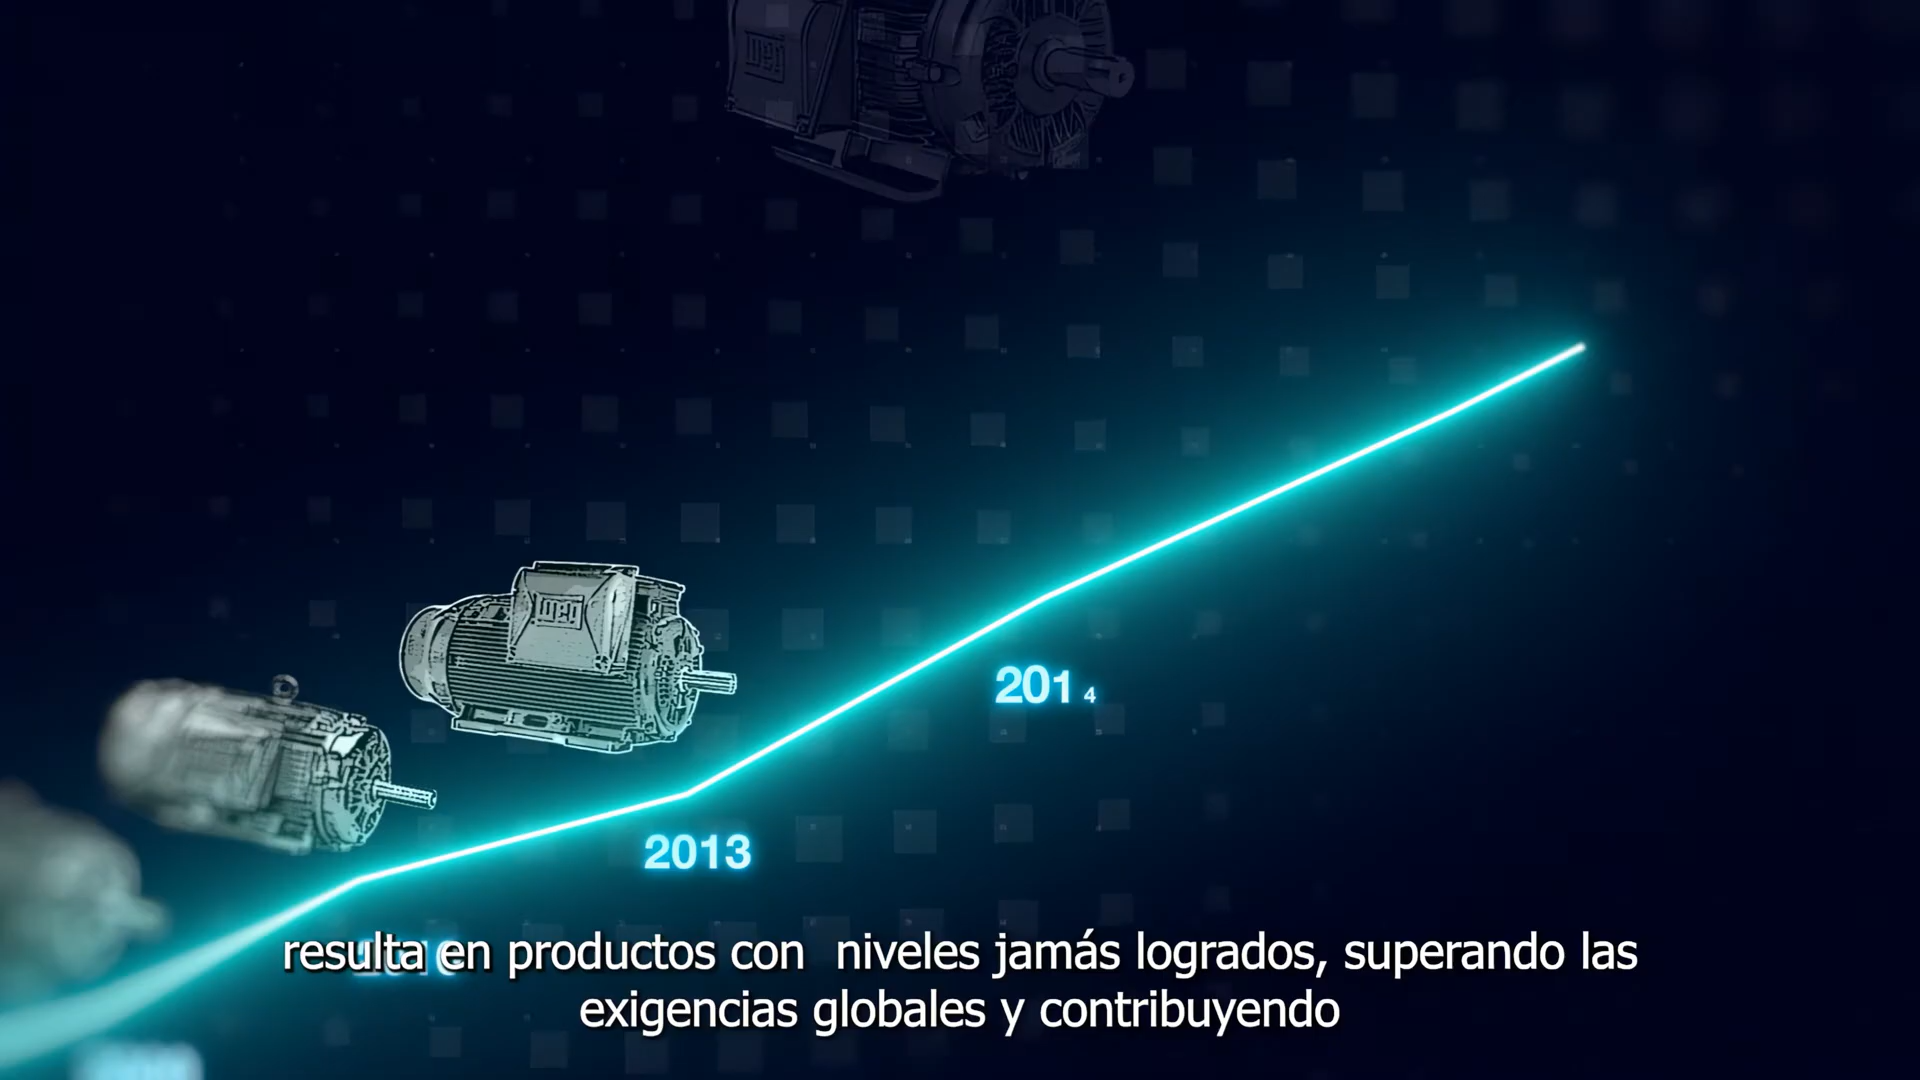 201 4
2013
resulta en productos con niveles jamás logrados, superando las
exigencias globales y contribuyendo